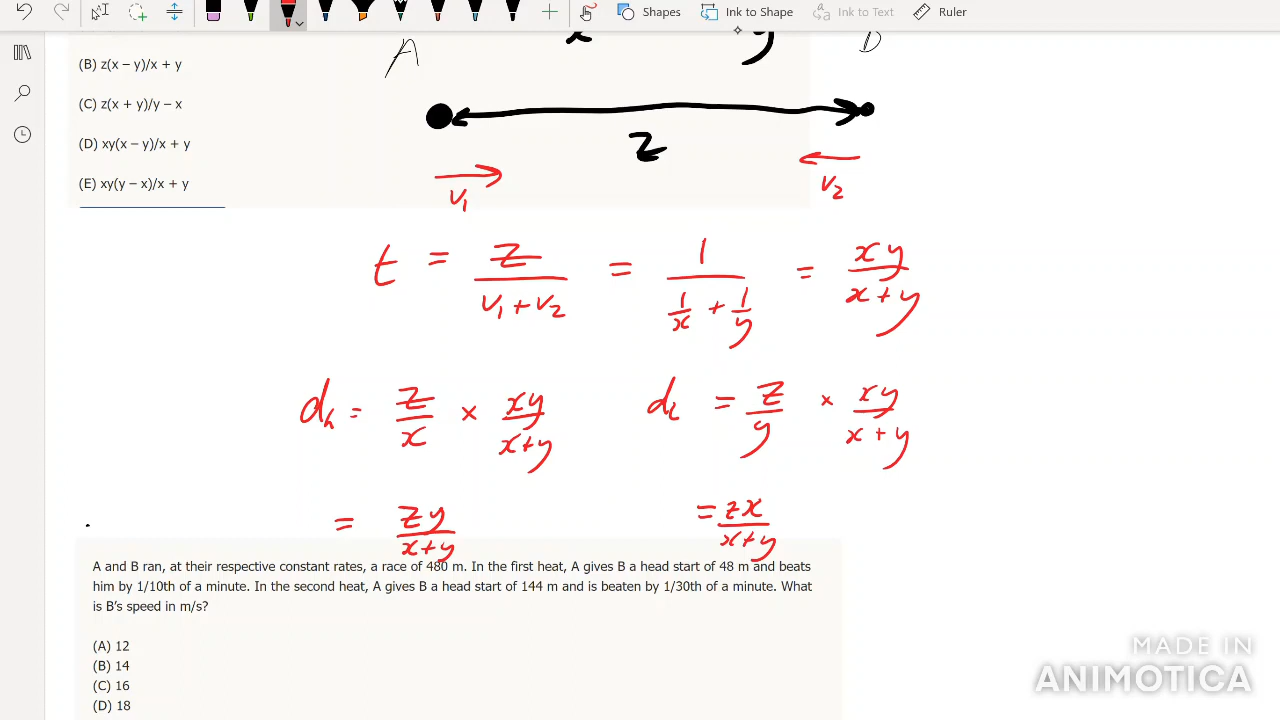 Shapes
Ink to Shape
Ink to Text
Ruler
x y
A
(B) z(x – y)/x + y
(C) z(x + y)/y – x
(D) xy(x – y)/x + y
(E) xy(y – x)/x + y
z
v1
v2
t = z/(v1 + v2) = 1/(1/x + 1/y) = xy/(x + y)
dh = z/x × xy/(x+y)
dL = z/y × xy/(x + y)
= zy/(x+y)
= zx/(x+y)
A and B ran, at their respective constant rates, a race of 480 m. In the first heat, A gives B a head start of 48 m and beats
him by 1/10th of a minute. In the second heat, A gives B a head start of 144 m and is beaten by 1/30th of a minute. What
is B’s speed in m/s?
(A) 12
(B) 14
(C) 16
(D) 18
MADE IN
ANIMOTICA